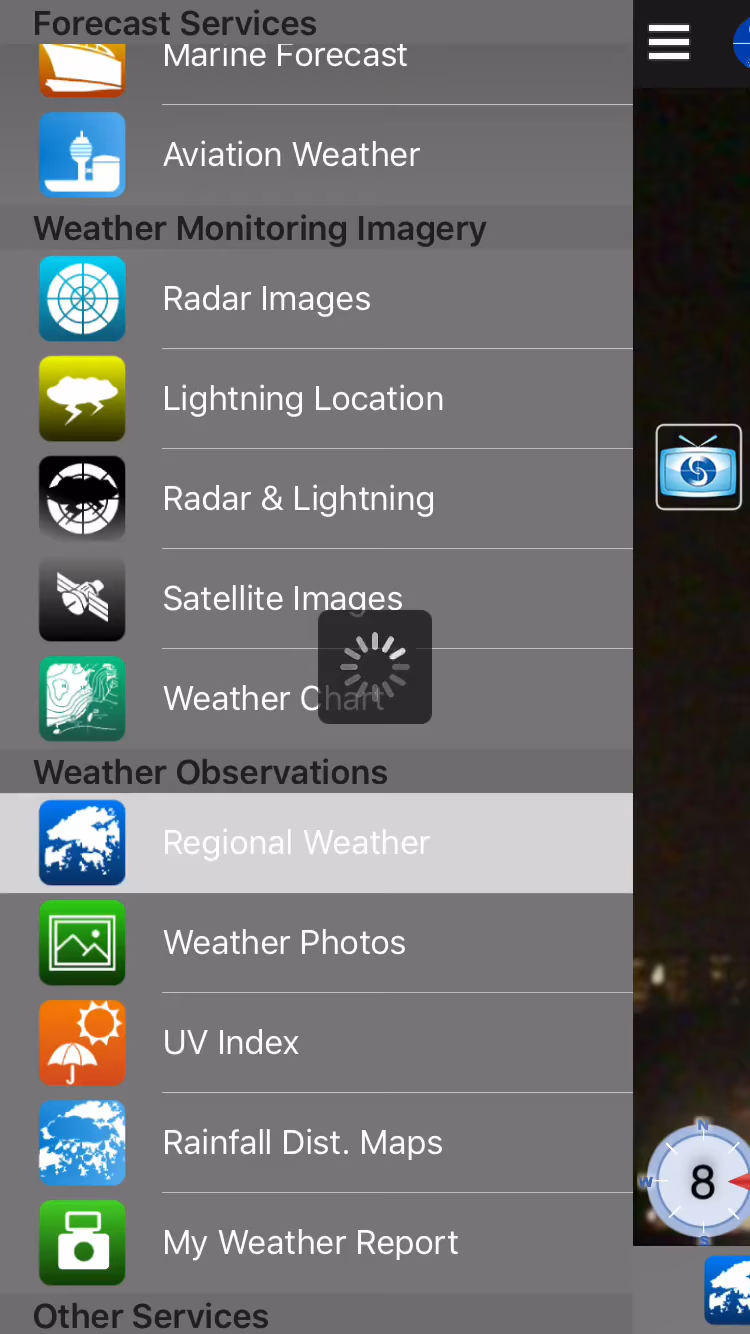 Forecast Services
Marine Forecast
Aviation Weather
Weather Monitoring Imagery
Radar Images
Lightning Location
Radar & Lightning
Satellite Images
Weather Chart
Weather Observations
Regional Weather
Weather Photos
UV Index
Rainfall Dist. Maps
My Weather Report
Other Services
N
W
8
S